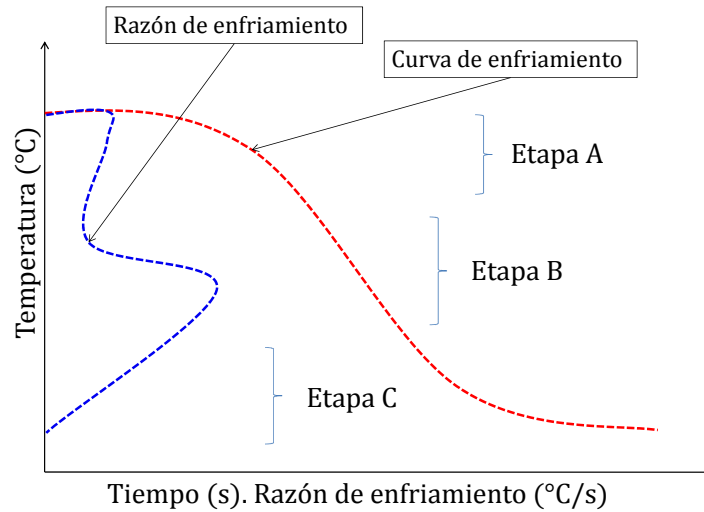 Razón de
enfriamiento
Curva de enfriamiento
Temperatura (°C)
Etapa A
Etapa B
Etapa C
Tiempo (s). Razón de enfriamiento (°C/s)